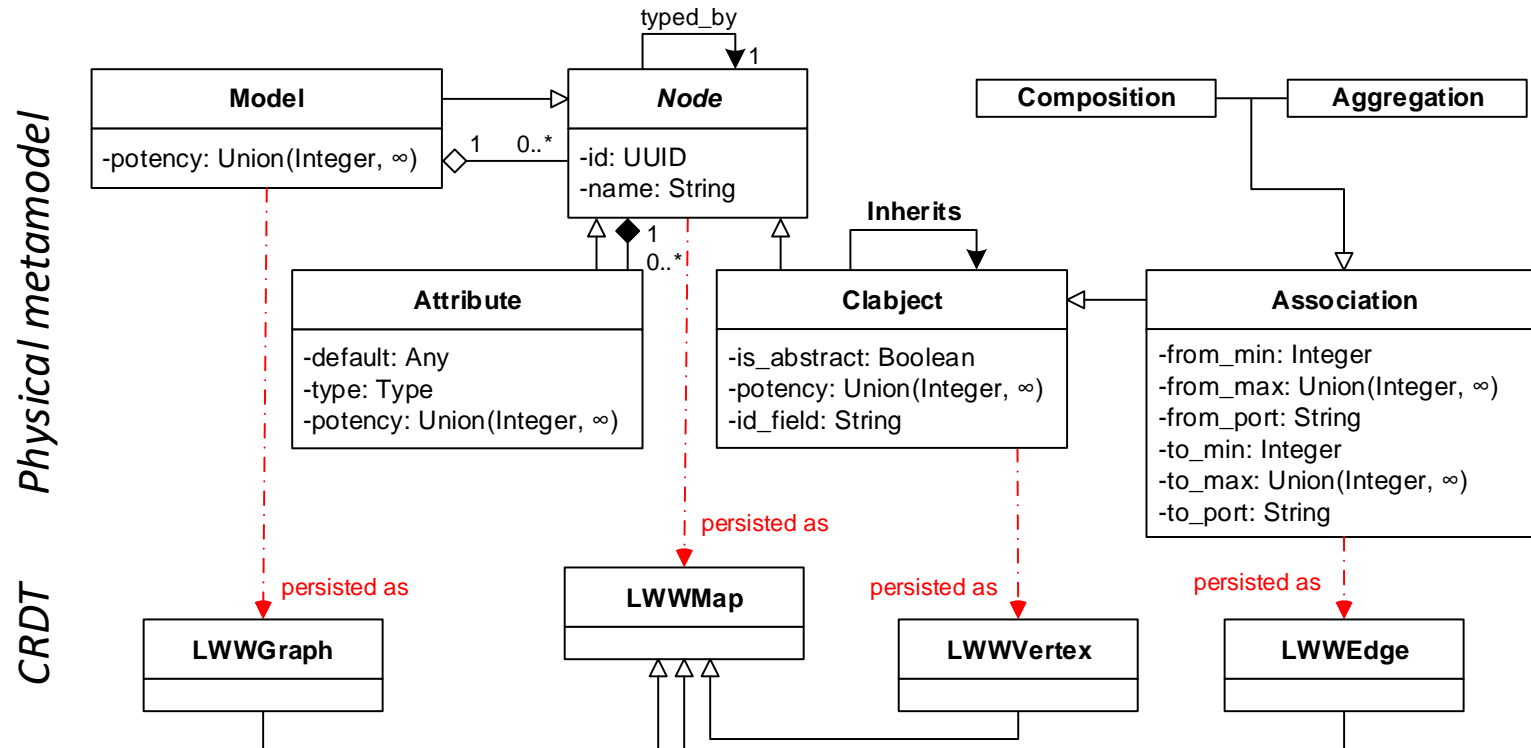 typed_by
1
Model
-potency: Union(Integer, ∞)
1
0..*
Node
-id: UUID
-name: String
Composition
Aggregation
Physical metamodel
1
0..*
Inherits
Attribute
-default: Any
-type: Type
-potency: Union(Integer, ∞)
Clabject
-is_abstract: Boolean
-potency: Union(Integer, ∞)
-id_field: String
Association
-from_min: Integer
-from_max: Union(Integer, ∞)
-from_port: String
-to_min: Integer
-to_max: Union(Integer, ∞)
-to_port: String
persisted as
persisted as
persisted as
persisted as
CRDT
LWWGraph
LWWMap
LWWVertex
LWWEdge